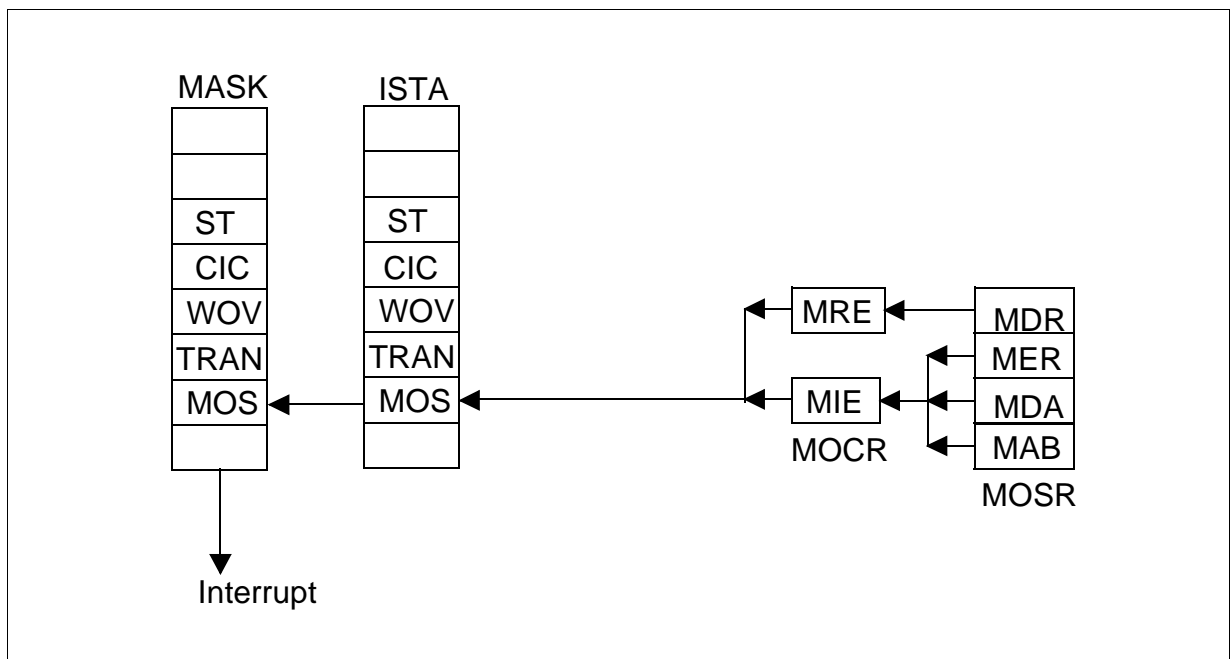 MASK
ISTA
ST
CIC
WOV
TRAN
MOS
ST
CIC
WOV
TRAN
MOS
MRE
MIE
MOCR
MDR
MER
MDA
MAB
MOSR
Interrupt